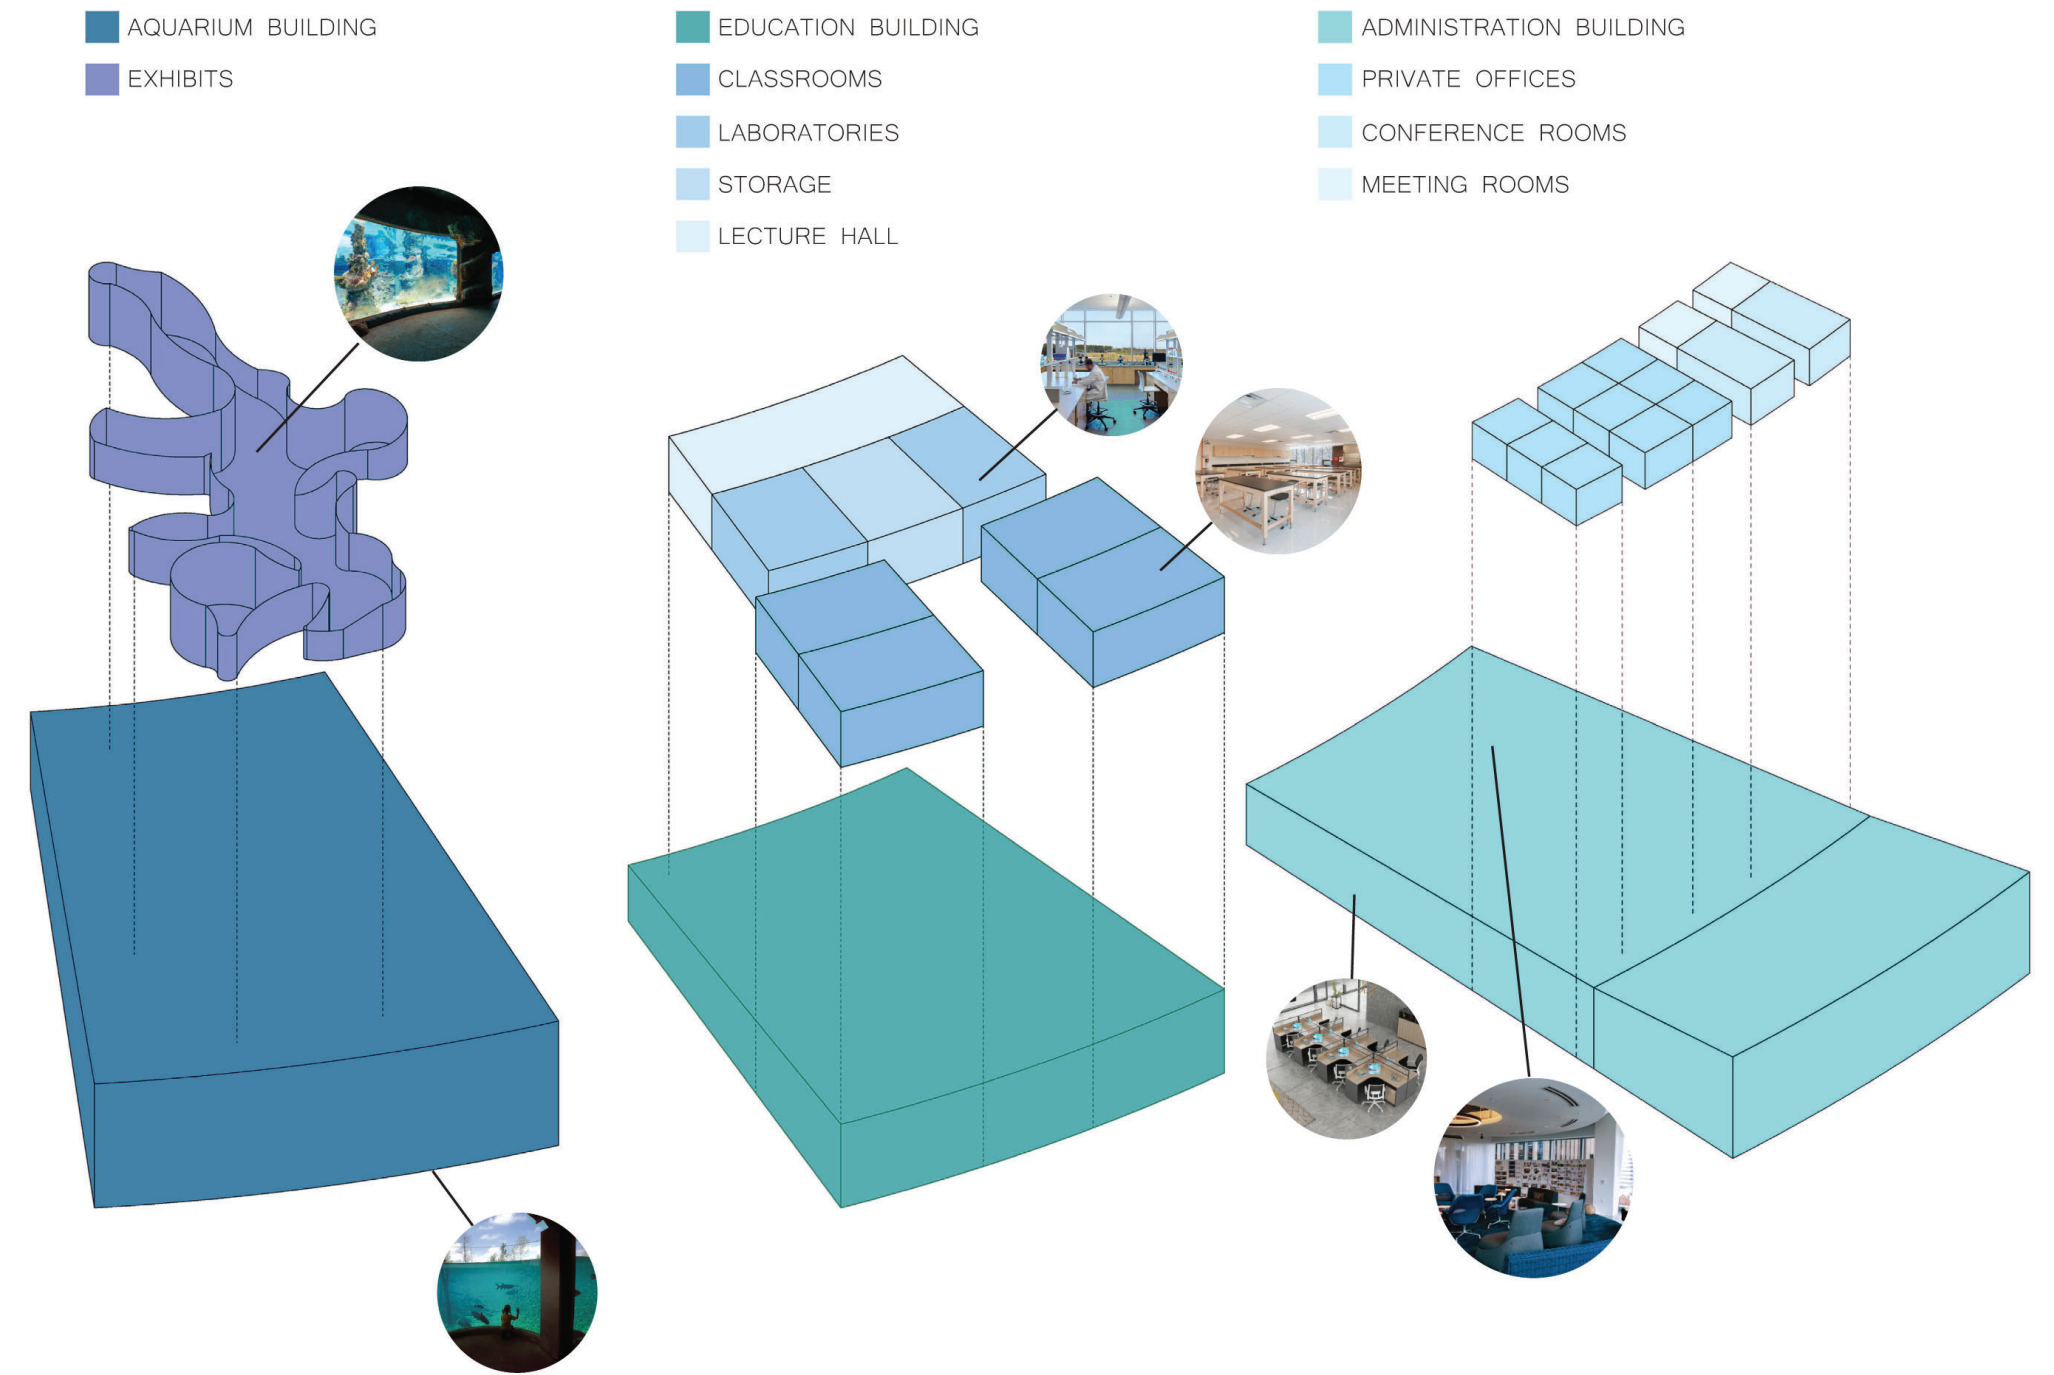 AQUARIUM BUILDING
EXHIBITS
EDUCATION BUILDING
CLASSROOMS
LABORATORIES
STORAGE
LECTURE HALL
ADMINISTRATION BUILDING
PRIVATE OFFICES
CONFERENCE ROOMS
MEETING ROOMS